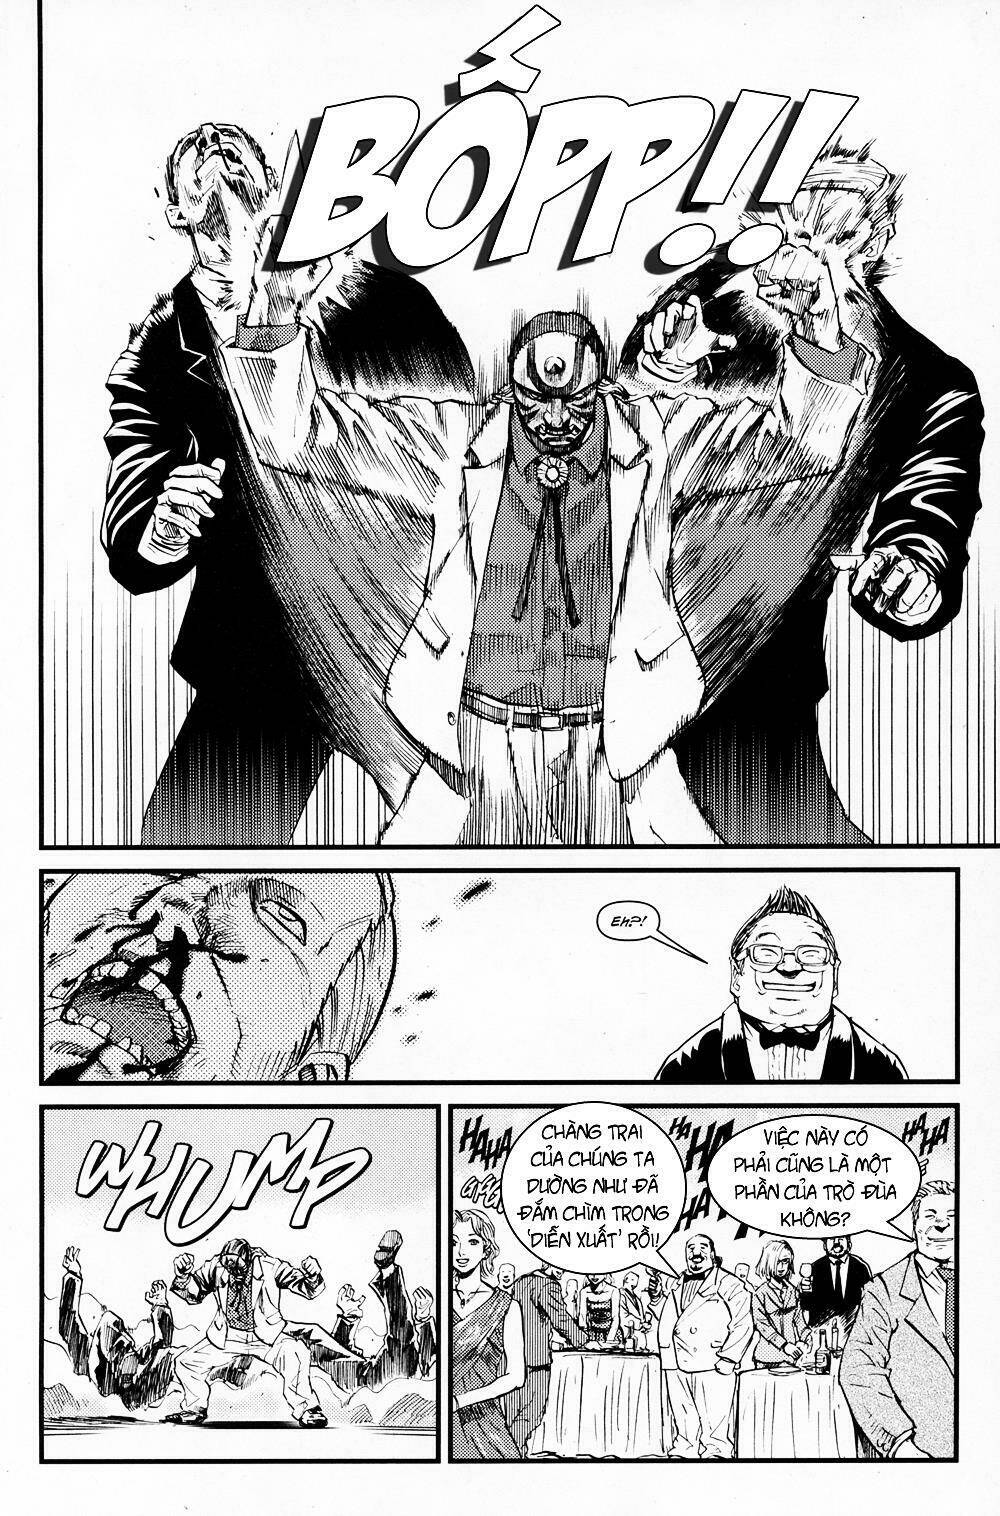 BỐPP!!
EH?!
WHUMP
HAHA
CHÀNG TRAI
CỦA CHÚNG TA
DƯỜNG NHƯ ĐÃ
ĐẮM CHÌM TRONG
'DIỄN XUẤT' RỒI!
HA
HA
HA
VIỆC NÀY CÓ
PHẢI CŨNG LÀ MỘT
PHẦN CỦA TRÒ ĐÙA
KHÔNG?
HA HA